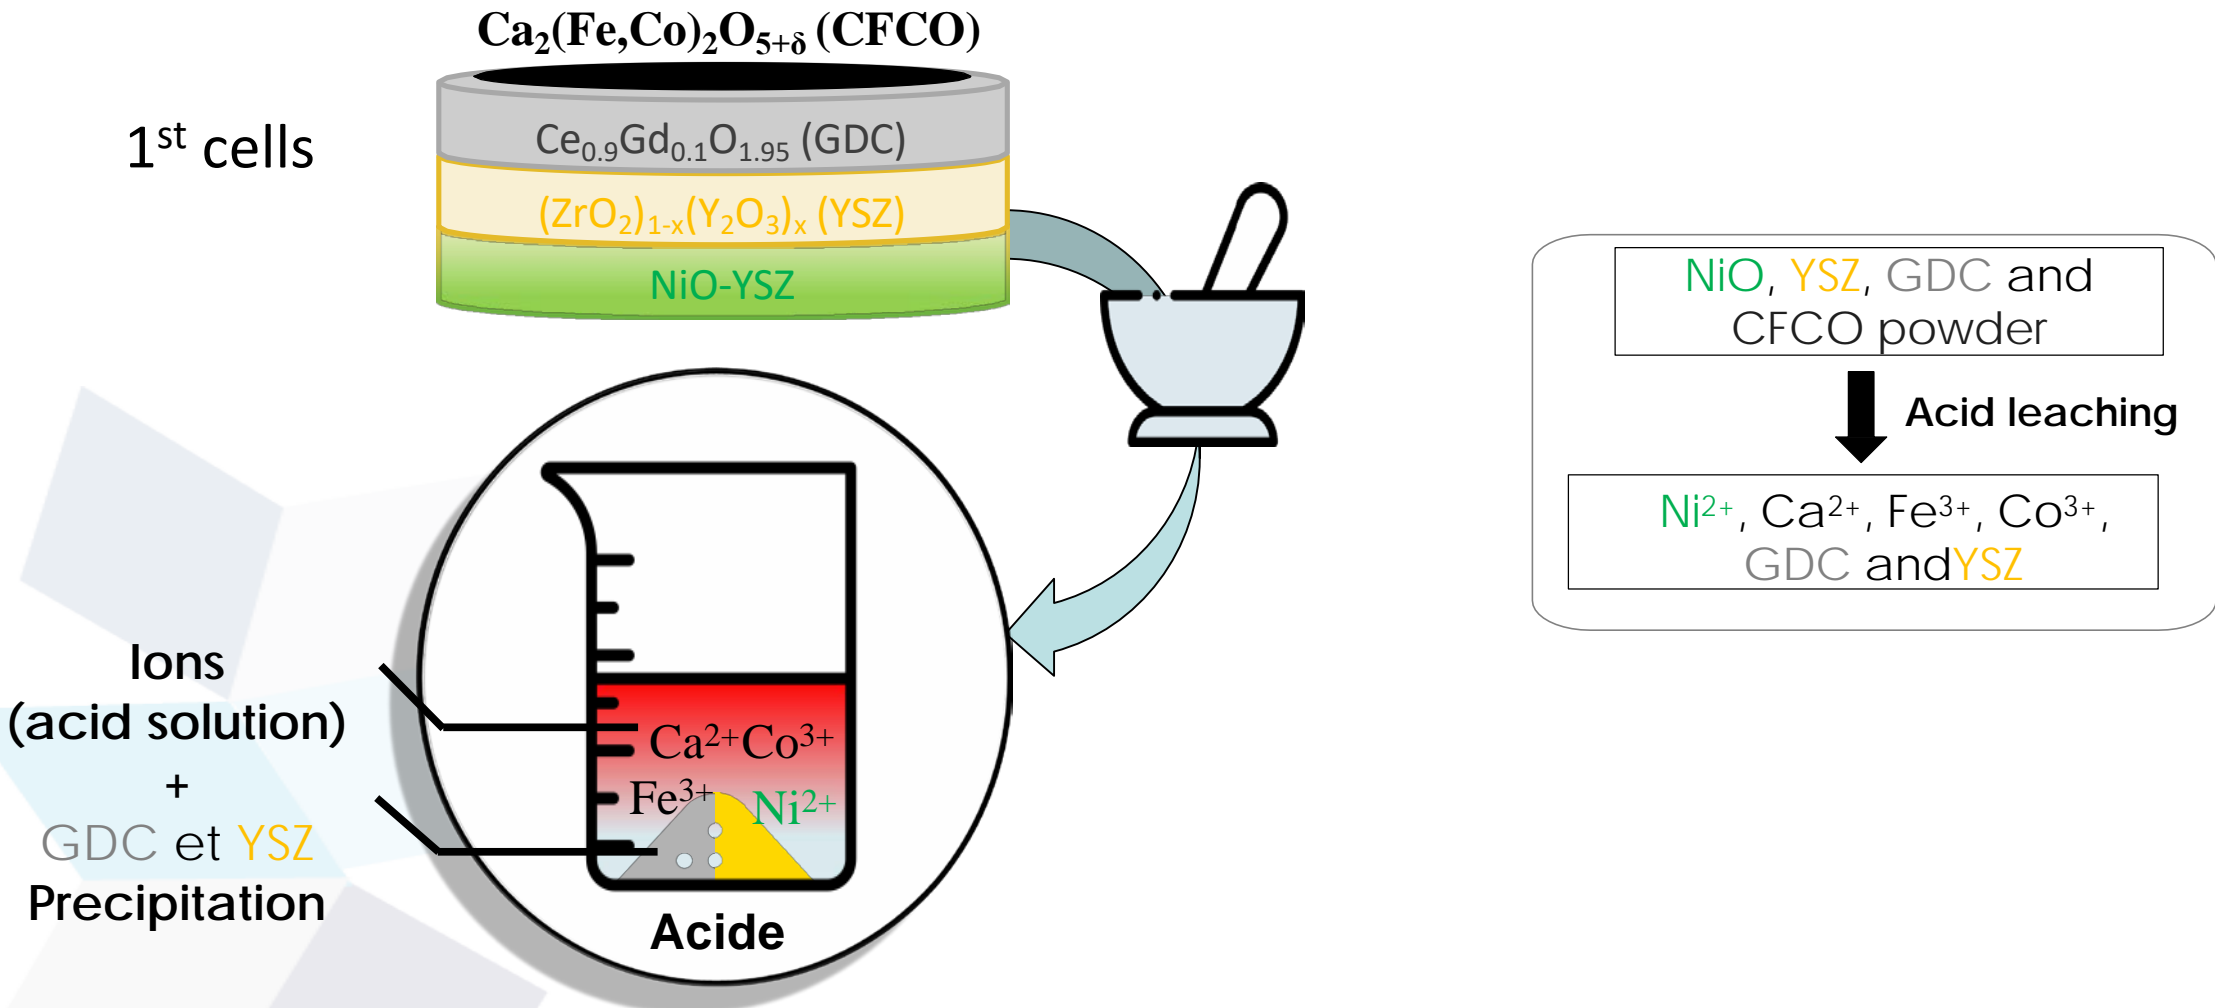 Ca₂(Fe,Co)₂O₅₊δ (CFCO)
1ˢᵗ cells
Ce₀.₉Gd₀.₁O₁.₉₅ (GDC)
(ZrO₂)₁₋ₓ(Y₂O₃)ₓ (YSZ)
NiO-YSZ
NiO, YSZ, GDC and
CFCO powder
Acid leaching
Ni²⁺, Ca²⁺, Fe³⁺, Co³⁺,
GDC andYSZ
Ions
(acid solution)
+
GDC et YSZ
Precipitation
Ca²⁺Co³⁺
Fe³⁺ Ni²⁺
Acide